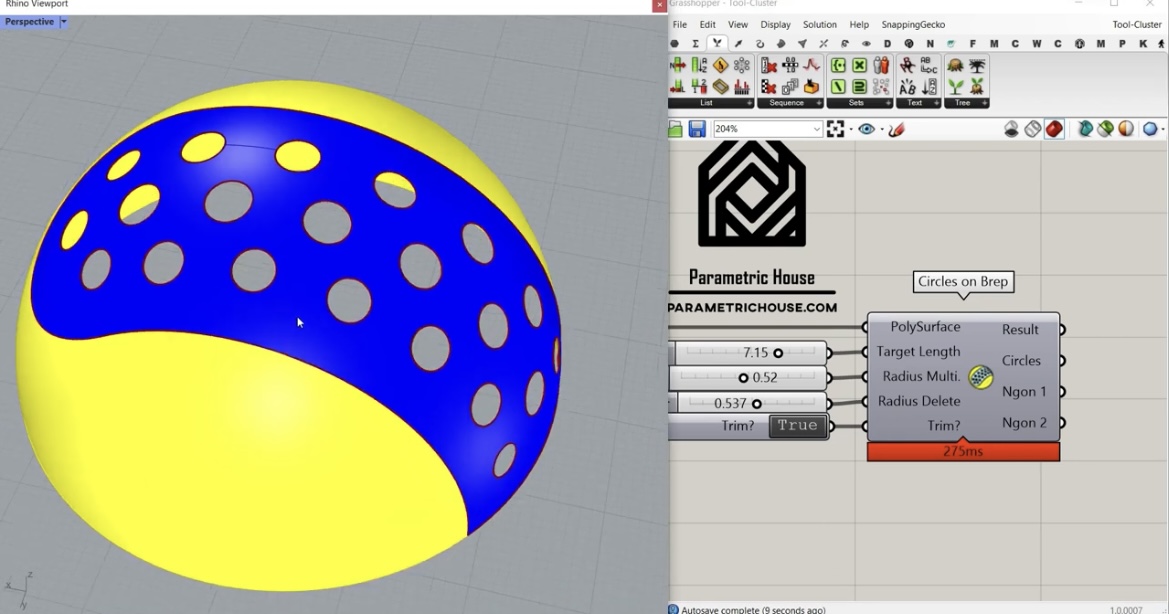 Rhino Viewport
Perspective
Grasshopper - Tool-Cluster
File Edit View Display Solution Help SnappingGecko Tool-Cluster
D N F M C W C M P K
List Sequence Sets Text Tree
204%
Parametric House
PARAMETRICHOUSE.COM
Circles on Brep
PolySurface
Target Length
Radius Multi.
Radius Delete
Trim?
Result
Circles
Ngon 1
Ngon 2
7.15
0.52
0.537
Trim? True
275ms
Autosave complete (9 seconds ago)
1.0.0007
x z y